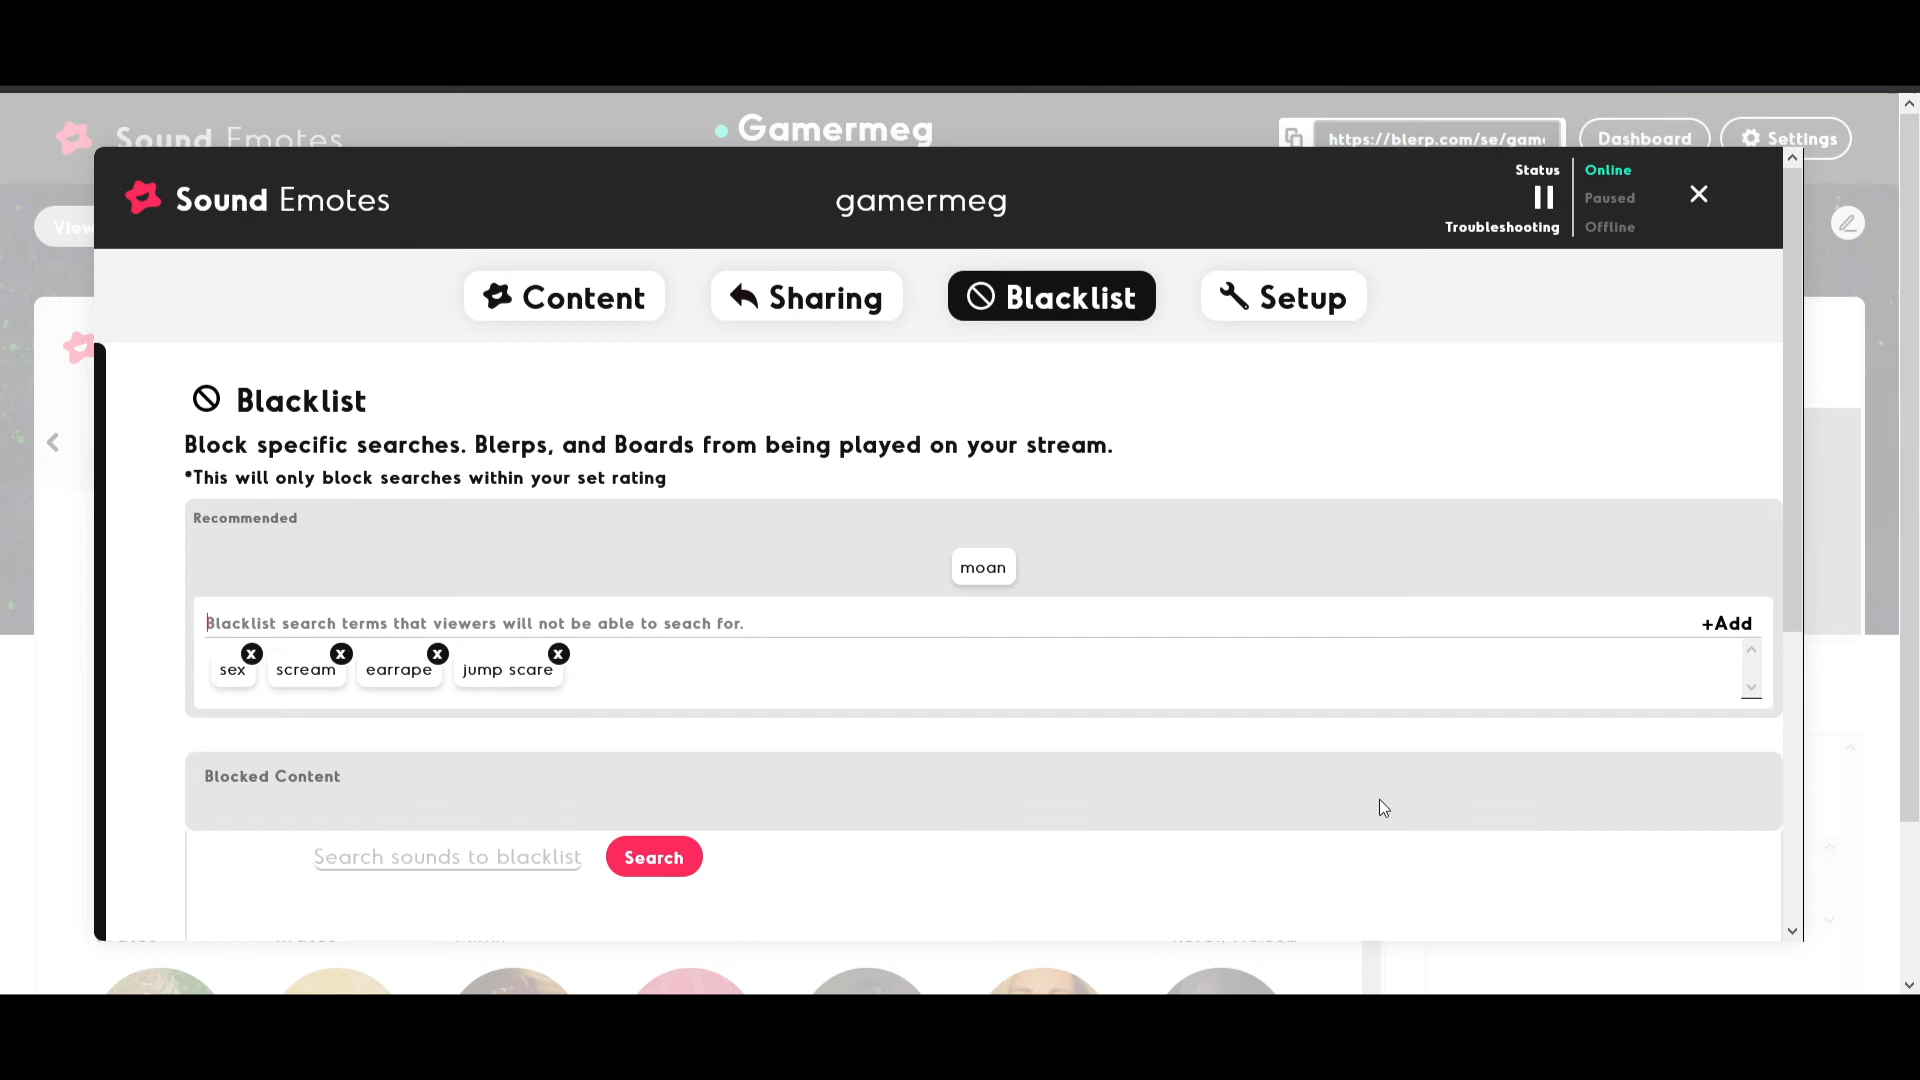 Gamermeg
Sound Emotes
https://blerp.com/se/game
Dashboard
Settings
View
Sound Emotes
gamermeg
Status
Online
Paused
Troubleshooting
Offline
Content
Sharing
Blacklist
Setup
Blacklist
Block specific searches. Blerps, and Boards from being played on your stream.
*This will only block searches within your set rating
Recommended
moan
Blacklist search terms that viewers will not be able to seach for.
+Add
sex
scream
earrape
jump scare
Blocked Content
Search sounds to blacklist
Search